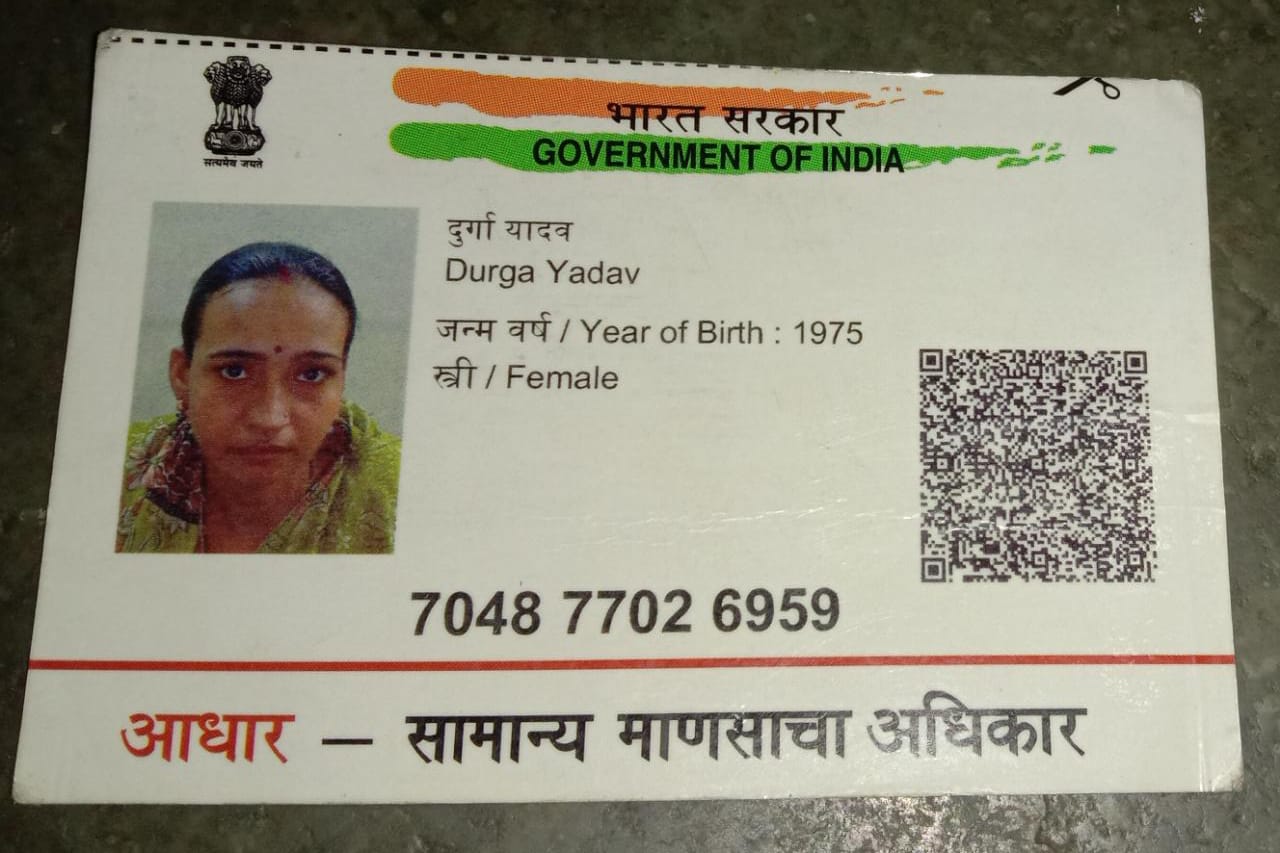 सत्यमेव जयते
भारत सरकार
GOVERNMENT OF INDIA
दुर्गा यादव
Durga Yadav
जन्म वर्ष / Year of Birth : 1975
स्त्री / Female
7048 7702 6959
आधार – सामान्य माणसाचा अधिकार